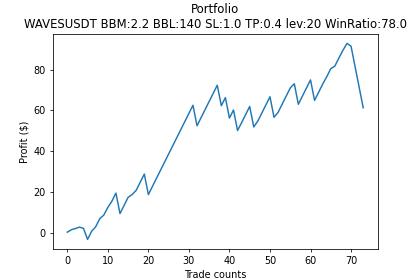 Portfolio
WAVESUSDT BBM:2.2 BBL:140 SL:1.0 TP:0.4 lev:20 WinRatio:78.0
Profit ($)
80
60
40
20
0
0 10 20 30 40 50 60 70
Trade counts